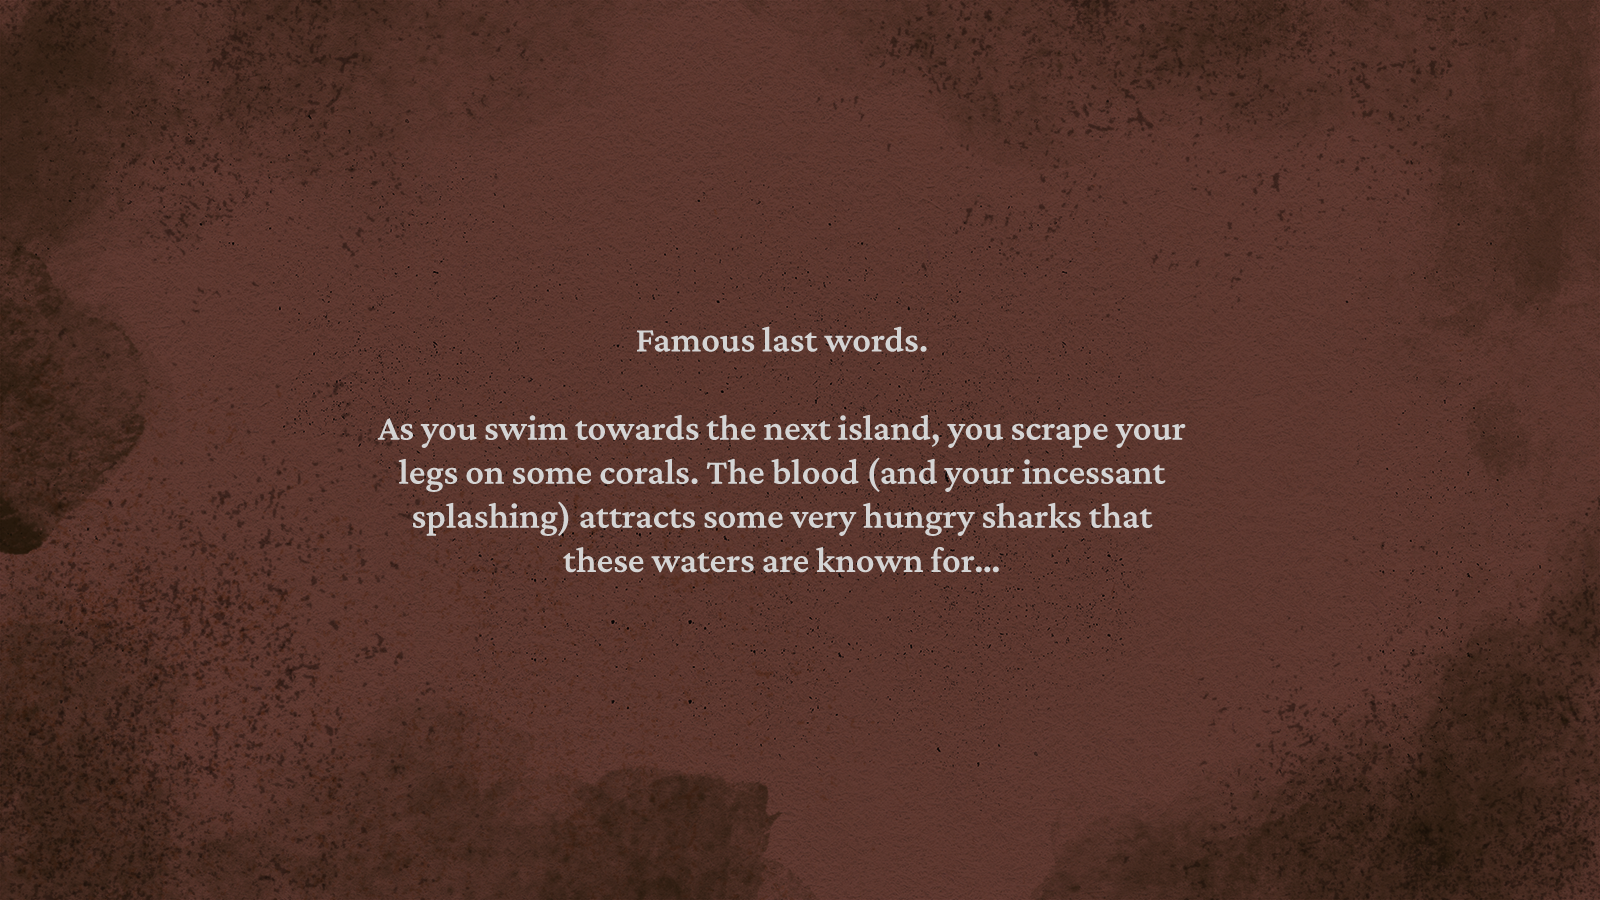 Famous last words.
As you swim towards the next island, you scrape your
legs on some corals. The blood (and your incessant
splashing) attracts some very hungry sharks that
these waters are known for...